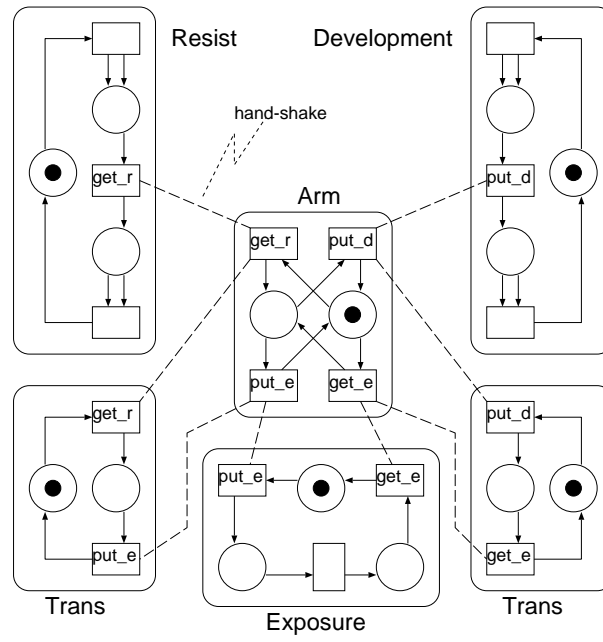 Resist
Development
hand-shake
get_r
put_d
Arm
get_r
put_d
put_e
get_e
get_r
put_d
put_e
get_e
put_e
get_e
Trans
Exposure
Trans